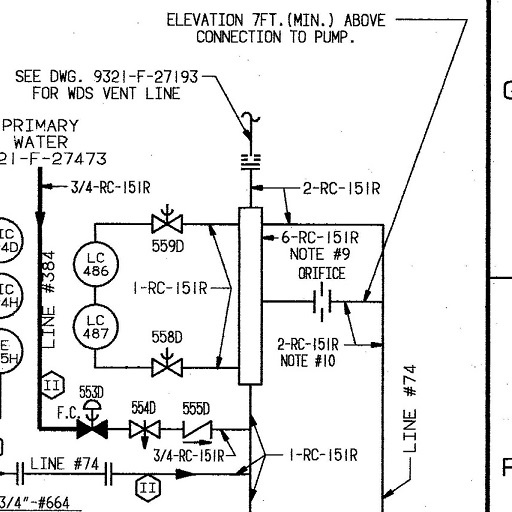 ELEVATION 7FT.(MIN.) ABOVE
CONNECTION TO PUMP.
G
SEE DWG. 9321-F-27193
FOR WDS VENT LINE
PRIMARY
WATER
21-F-27473
3/4-RC-151R
2-RC-151R
559D
6-RC-151R
NOTE #9
ORIFICE
IC
4D
LC
486
LINE #384
1-RC-151R
IC
4H
LC
487
558D
2-RC-151R
NOTE #10
E
5H
II
553D
F.C.
554D
555D
LINE #74
3/4-RC-151R
1-RC-151R
LINE #74
II
3/4"-#664